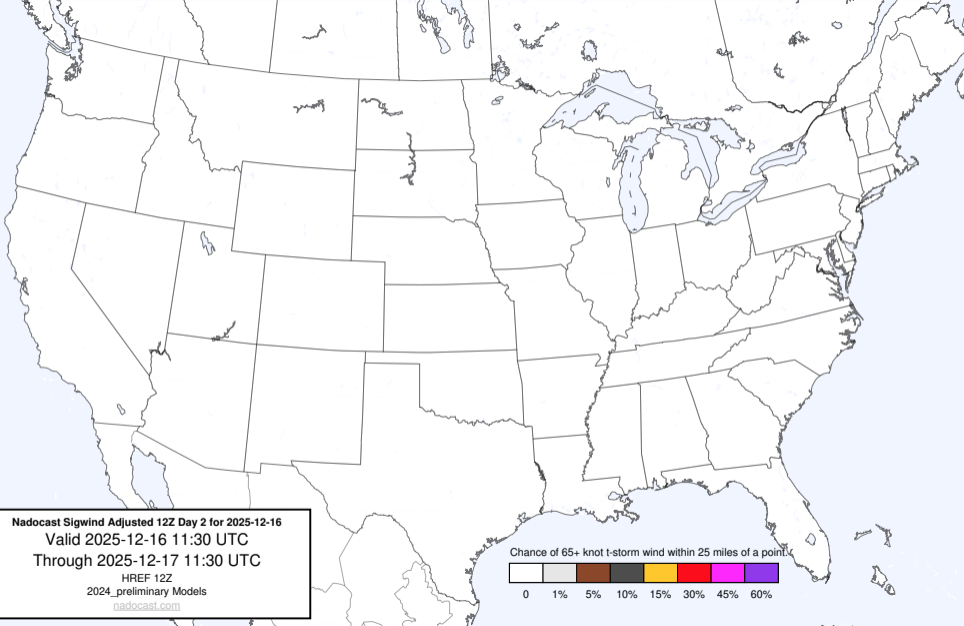 Nadocast Sigwind Adjusted 12Z Day 2 for 2025-12-16
Valid 2025-12-16 11:30 UTC
Through 2025-12-17 11:30 UTC
HREF 12Z
2024_preliminary Models
nadocast.com
Chance of 65+ knot t-storm wind within 25 miles of a point.
0 1% 5% 10% 15% 30% 45% 60%